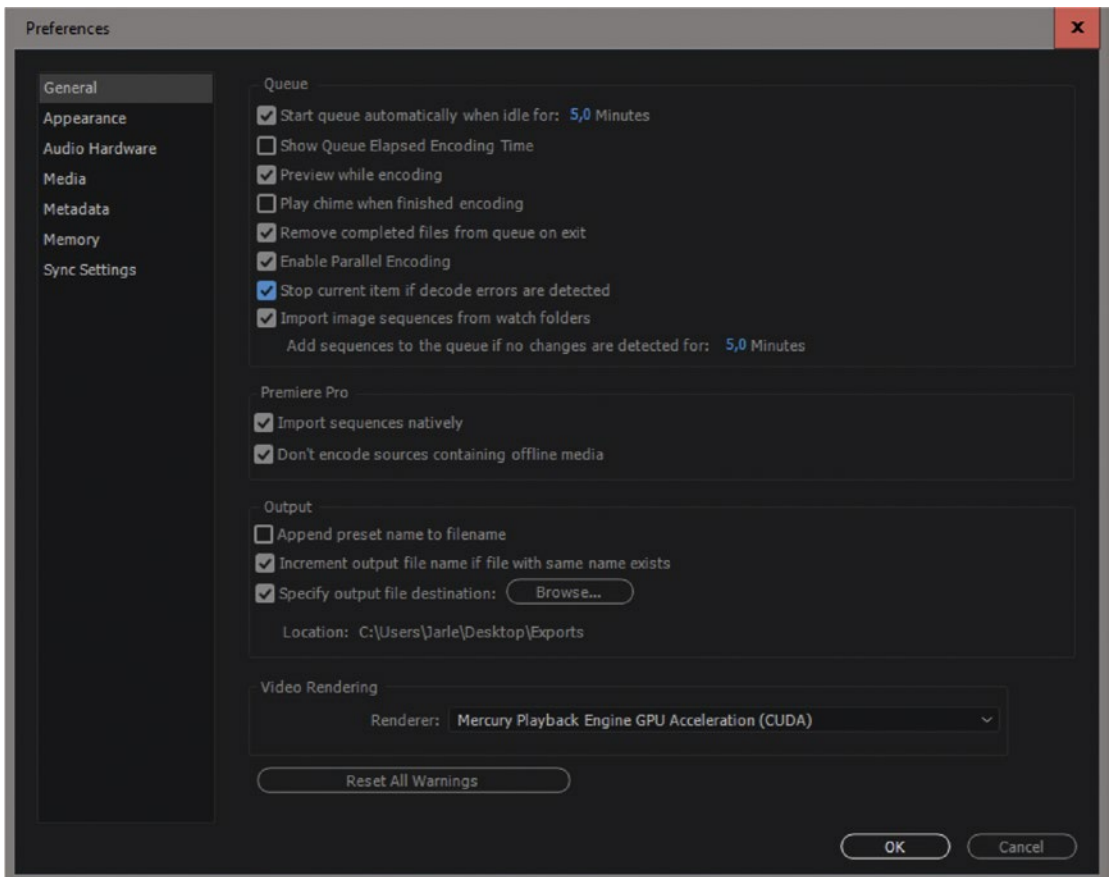 Preferences
x
General
Appearance
Audio Hardware
Media
Metadata
Memory
Sync Settings
Queue
Start queue automatically when idle for: 5,0 Minutes
Show Queue Elapsed Encoding Time
Preview while encoding
Play chime when finished encoding
Remove completed files from queue on exit
Enable Parallel Encoding
Stop current item if decode errors are detected
Import image sequences from watch folders
Add sequences to the queue if no changes are detected for: 5,0 Minutes
Premiere Pro
Import sequences natively
Don't encode sources containing offline media
Output
Append preset name to filename
Increment output file name if file with same name exists
Specify output file destination: Browse...
Location: C:\Users\Jarle\Desktop\Exports
Video Rendering
Renderer: Mercury Playback Engine GPU Acceleration (CUDA)
Reset All Warnings
OK Cancel